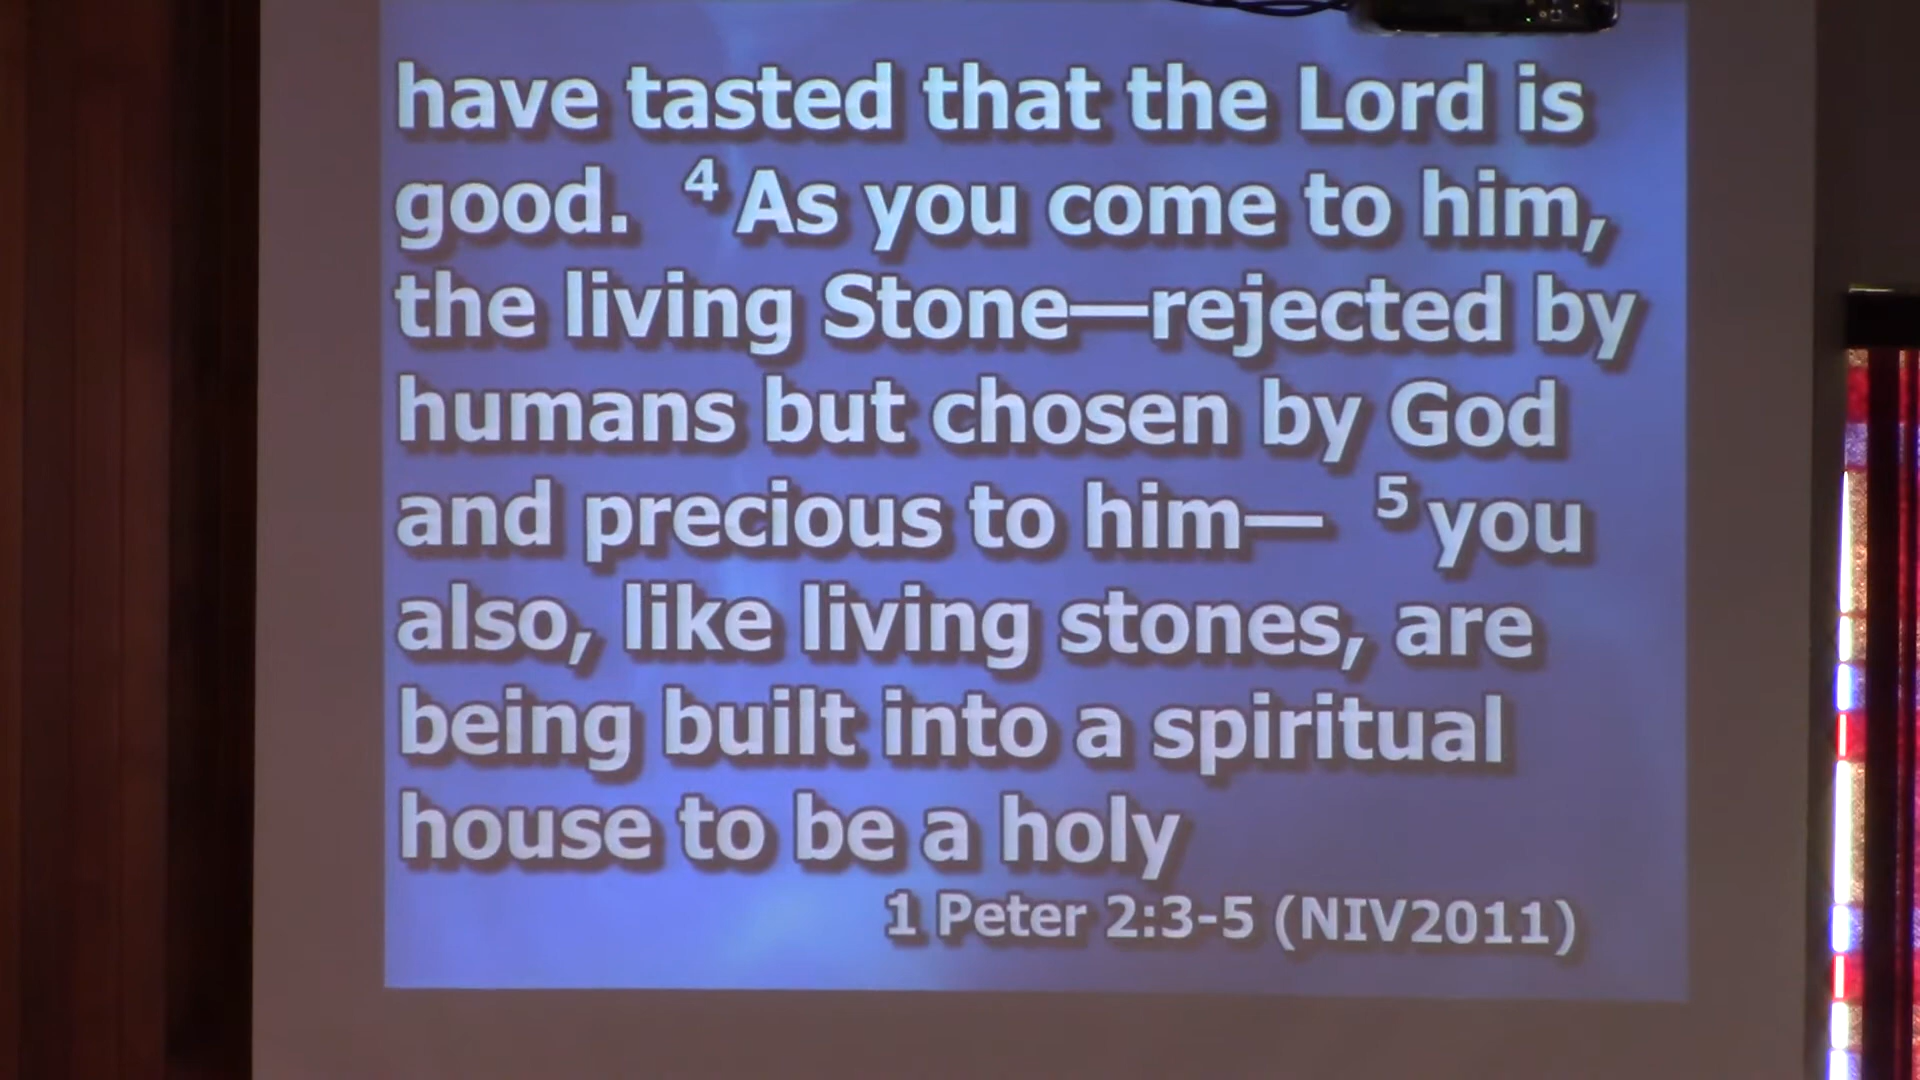 have tasted that the Lord is
good. ⁴ As you come to him,
the living Stone—rejected by
humans but chosen by God
and precious to him— ⁵ you
also, like living stones, are
being built into a spiritual
house to be a holy
1 Peter 2:3-5 (NIV2011)